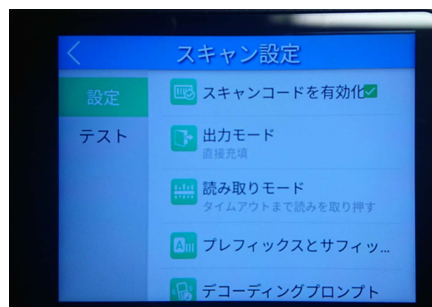 スキャン設定
設定
テスト
スキャンコードを有効化
出力モード
直接充填
読み取りモード
タイムアウトまで読みを取り押す
プレフィックスとサフィッ...
デコーディングプロンプト